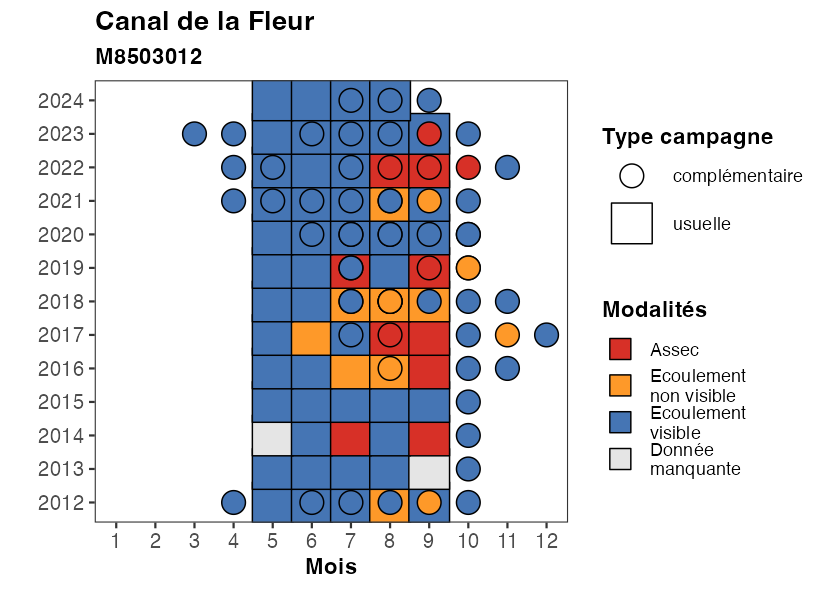 Canal de la Fleur
M8503012
2024
2023
2022
2021
2020
2019
2018
2017
2016
2015
2014
2013
2012
1 2 3 4 5 6 7 8 9 10 11 12
Mois
Type campagne
complémentaire
usuelle
Modalités
Assec
Ecoulement
non visible
Ecoulement
visible
Donnée
manquante